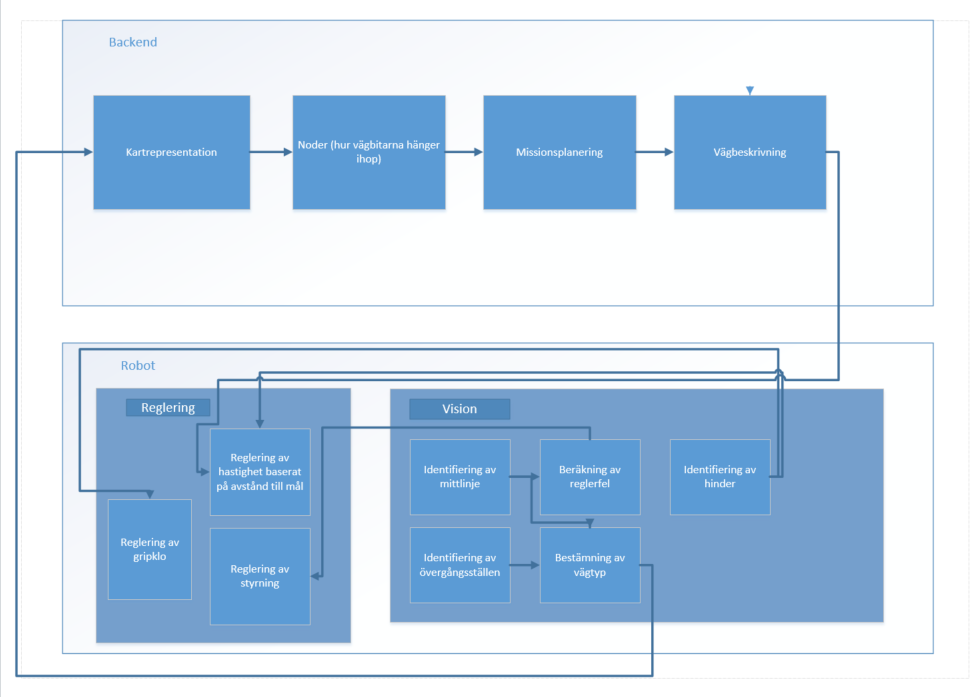 Backend
Kartrepresentation
Noder (hur vägbitarna hänger
ihop)
Missionsplanering
Vägbeskrivning
Robot
Reglering
Reglering av
hastighet baserat
på avstånd till mål
Reglering av
gripklo
Reglering av
styrning
Vision
Identifiering av
mittlinje
Beräkning av
reglerfel
Identifiering av
hinder
Identifiering av
övergångsställen
Bestämning av
vägtyp